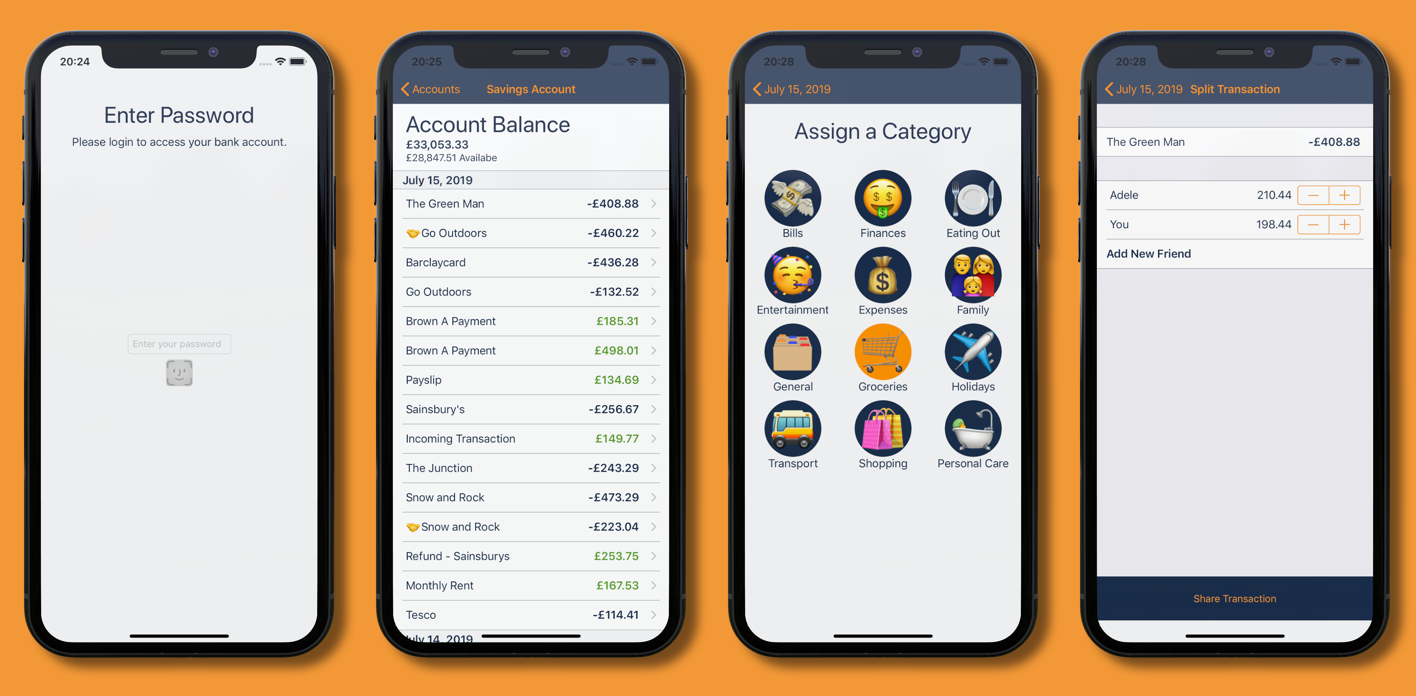 20:24
Enter Password
Please login to access your bank account.
Enter your password
20:25
Accounts Savings Account
Account Balance
£33,053.33
£28,847.51 Availabe
July 15, 2019
The Green Man -£408.88
Go Outdoors -£460.22
Barclaycard -£436.28
Go Outdoors -£132.52
Brown A Payment £185.31
Brown A Payment £498.01
Payslip £134.69
Sainsbury's -£256.67
Incoming Transaction £149.77
The Junction -£243.29
Snow and Rock -£473.29
Snow and Rock -£223.04
Refund - Sainsburys £253.75
Monthly Rent £167.53
Tesco -£114.41
July 14, 2019
20:28
July 15, 2019
Assign a Category
Bills Finances Eating Out
Entertainment Expenses Family
General Groceries Holidays
Transport Shopping Personal Care
20:28
July 15, 2019 Split Transaction
The Green Man -£408.88
Adele 210.44 − +
You 198.44 − +
Add New Friend
Share Transaction